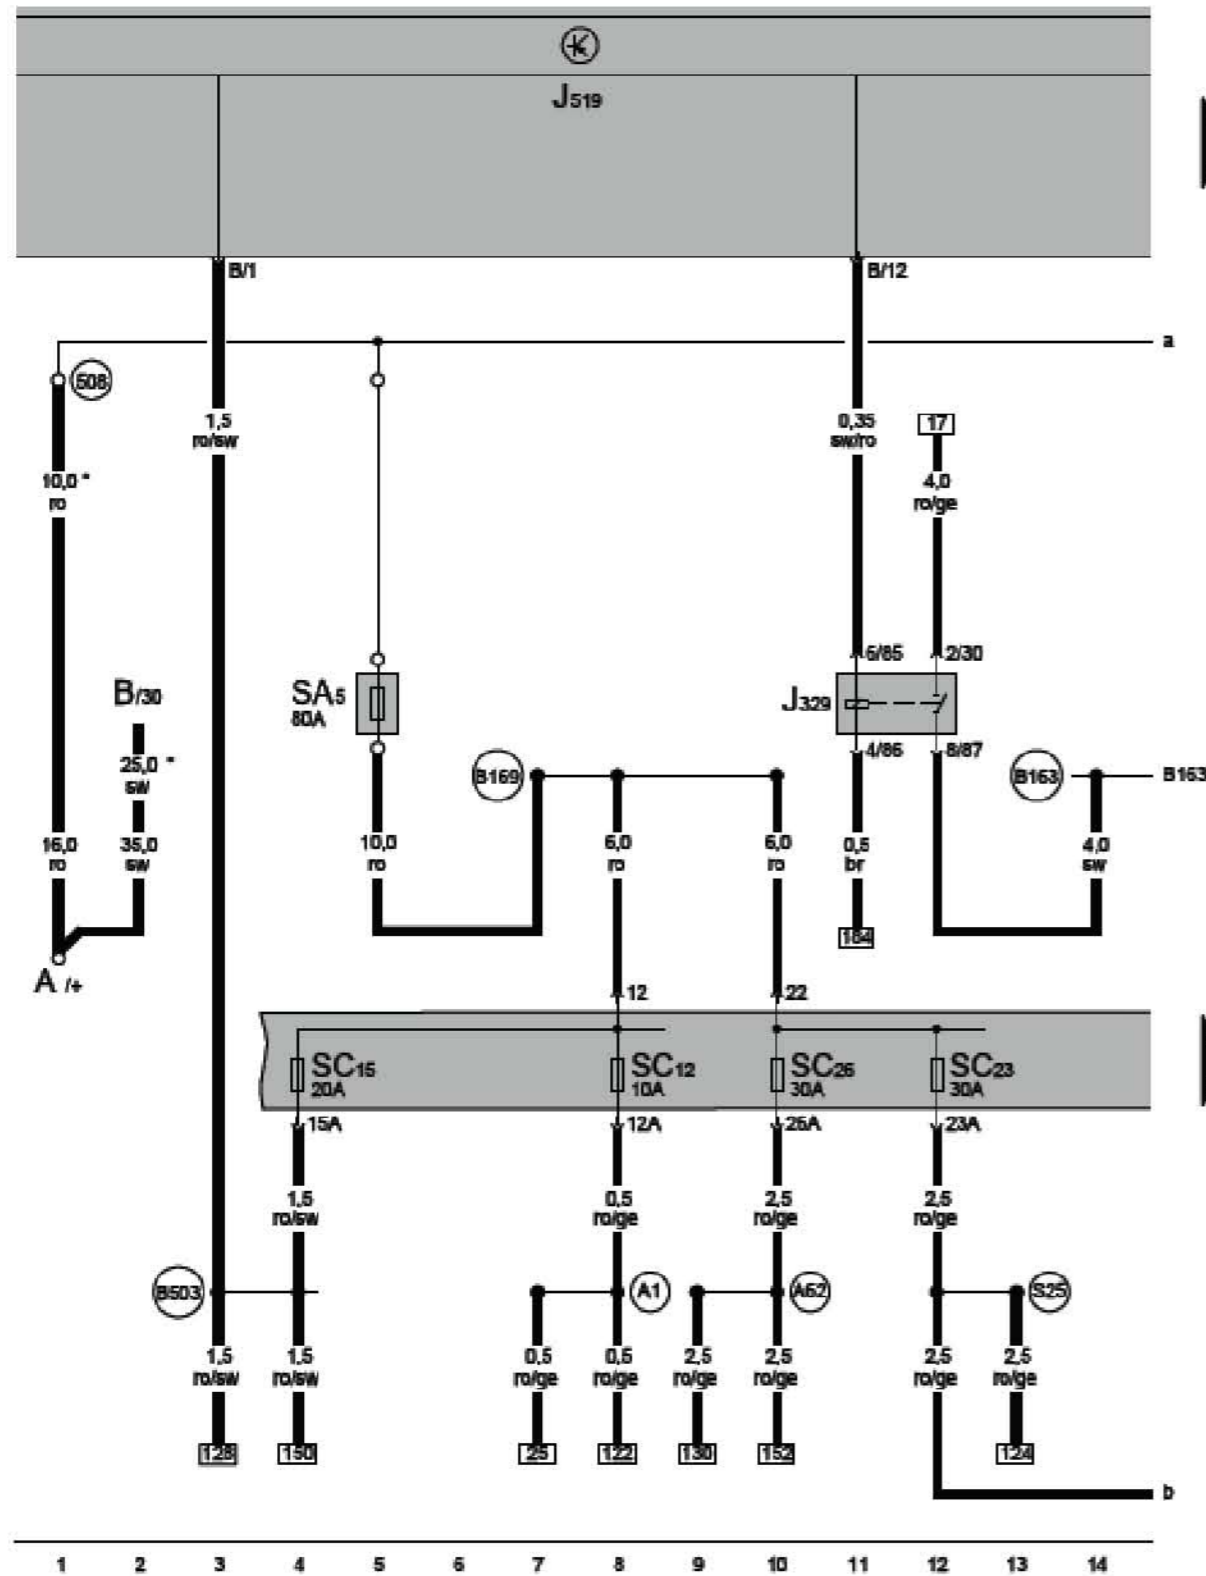 J519
B/1
B/12
a
508
1,5
ro/sw
0,35
sw/ro
17
10,0 *
ro
4,0
ro/ge
6/85
2/30
B/30
SA5
80A
J329
4/86
8/87
25,0 *
sw
B169
B163
B163
16,0
ro
35,0
sw
10,0
ro
6,0
ro
6,0
ro
0,5
br
4,0
sw
184
A /+
12
22
SC15
20A
SC12
10A
SC26
30A
SC23
30A
15A
12A
26A
23A
1,5
ro/sw
0,5
ro/ge
2,5
ro/ge
2,5
ro/ge
B503
A1
A62
S25
1,5
ro/sw
1,5
ro/sw
0,5
ro/ge
0,5
ro/ge
2,5
ro/ge
2,5
ro/ge
2,5
ro/ge
2,5
ro/ge
128
150
25
122
130
152
124
b
1 2 3 4 5 6 7 8 9 10 11 12 13 14